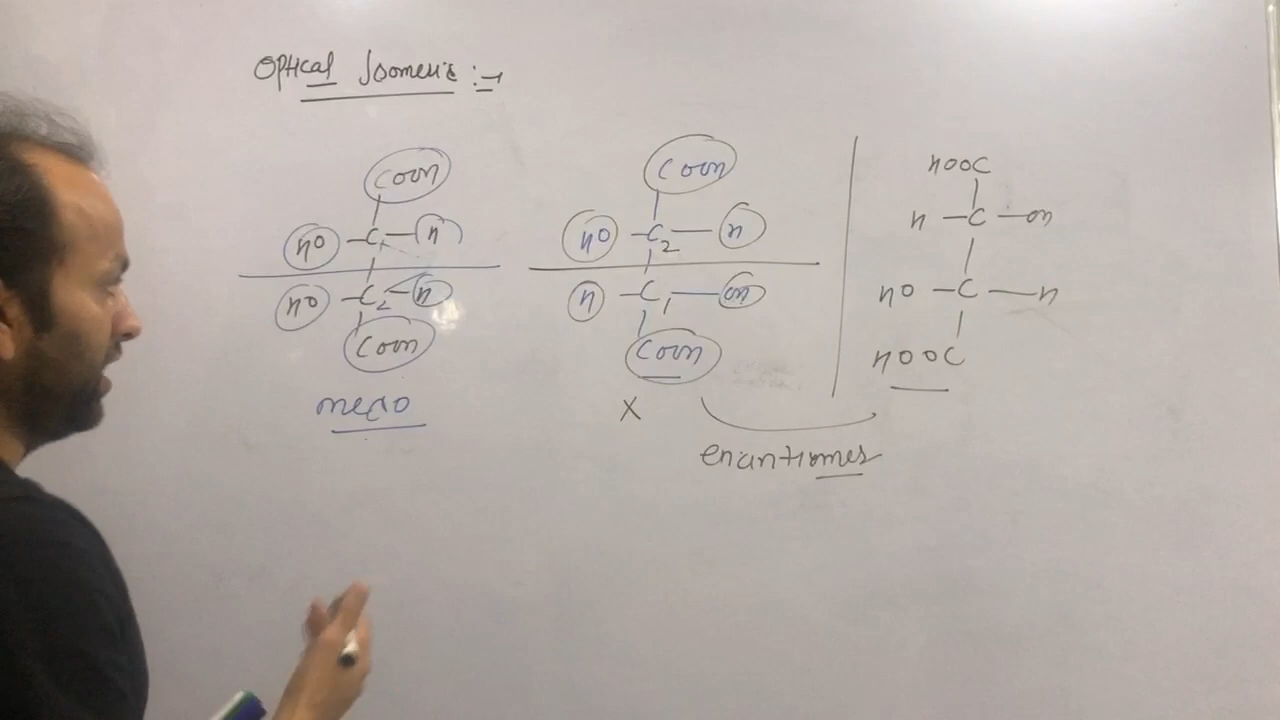 Optical Isomeris :-
COOH
HO -C1- H
HO -C2- H
COOH
meso
COOH
HO -C2- H
H -C1- OH
COOH
X
HOOC
H -C- OH
HO -C- H
HOOC
enantiomers